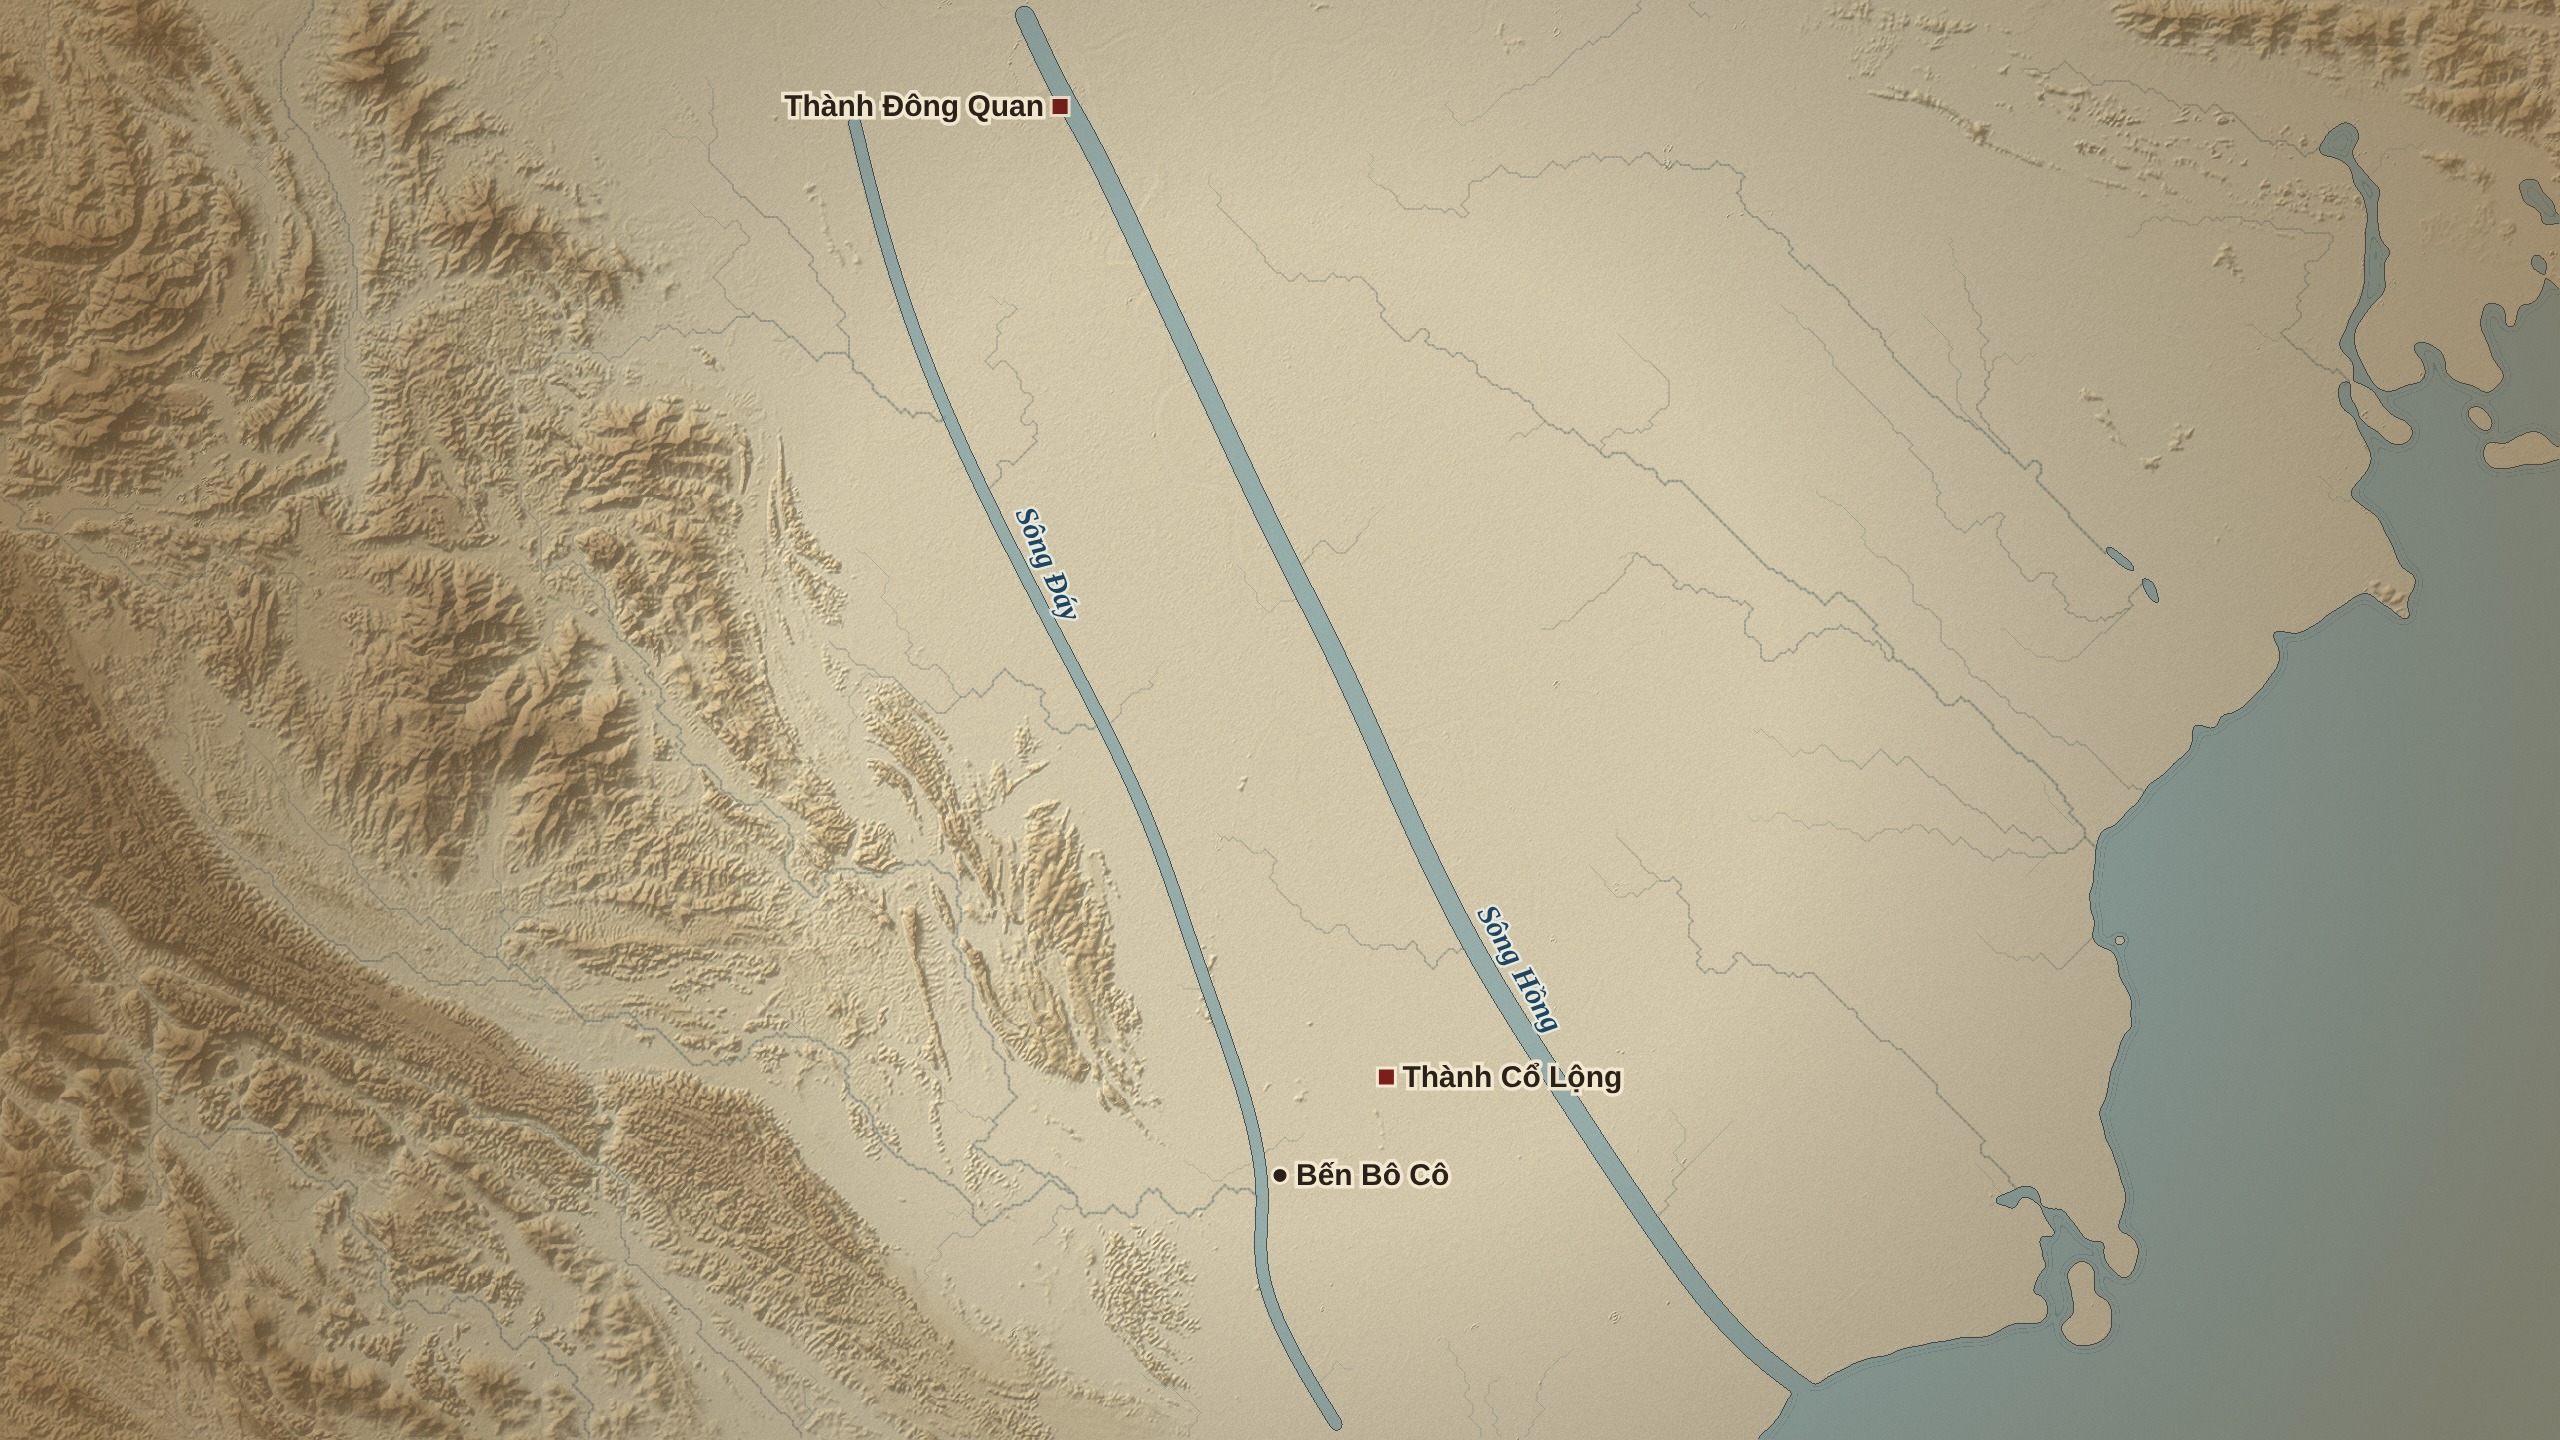 Thành Đông Quan
Sông Đáy
Sông Hồng
Thành Cổ Lộng
Bến Bô Cô